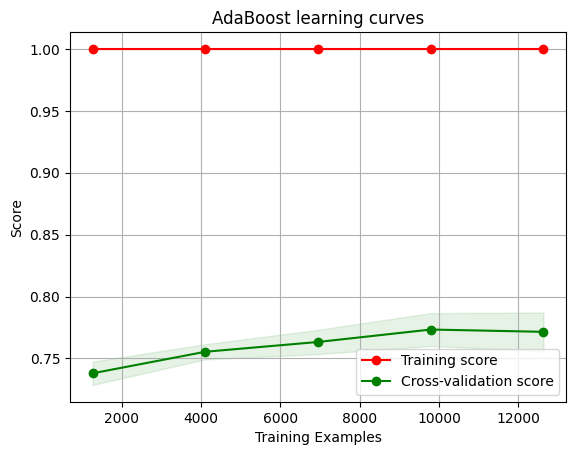 AdaBoost learning curves
Score
1.00
0.95
0.90
0.85
0.80
0.75
Training score
Cross-validation score
2000 4000 6000 8000 10000 12000
Training Examples